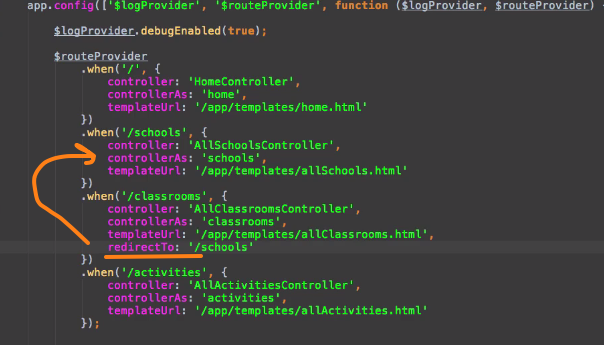 app.config(['$logProvider', '$routeProvider', function ($logProvider, $routeProvider) {
$logProvider.debugEnabled(true);
$routeProvider
.when('/', {
controller: 'HomeController',
controllerAs: 'home',
templateUrl: '/app/templates/home.html'
})
.when('/schools', {
controller: 'AllSchoolsController',
controllerAs: 'schools',
templateUrl: '/app/templates/allSchools.html'
})
.when('/classrooms', {
controller: 'AllClassroomsController',
controllerAs: 'classrooms',
templateUrl: '/app/templates/allClassrooms.html',
redirectTo: '/schools'
})
.when('/activities', {
controller: 'AllActivitiesController',
controllerAs: 'activities',
templateUrl: '/app/templates/allActivities.html'
});